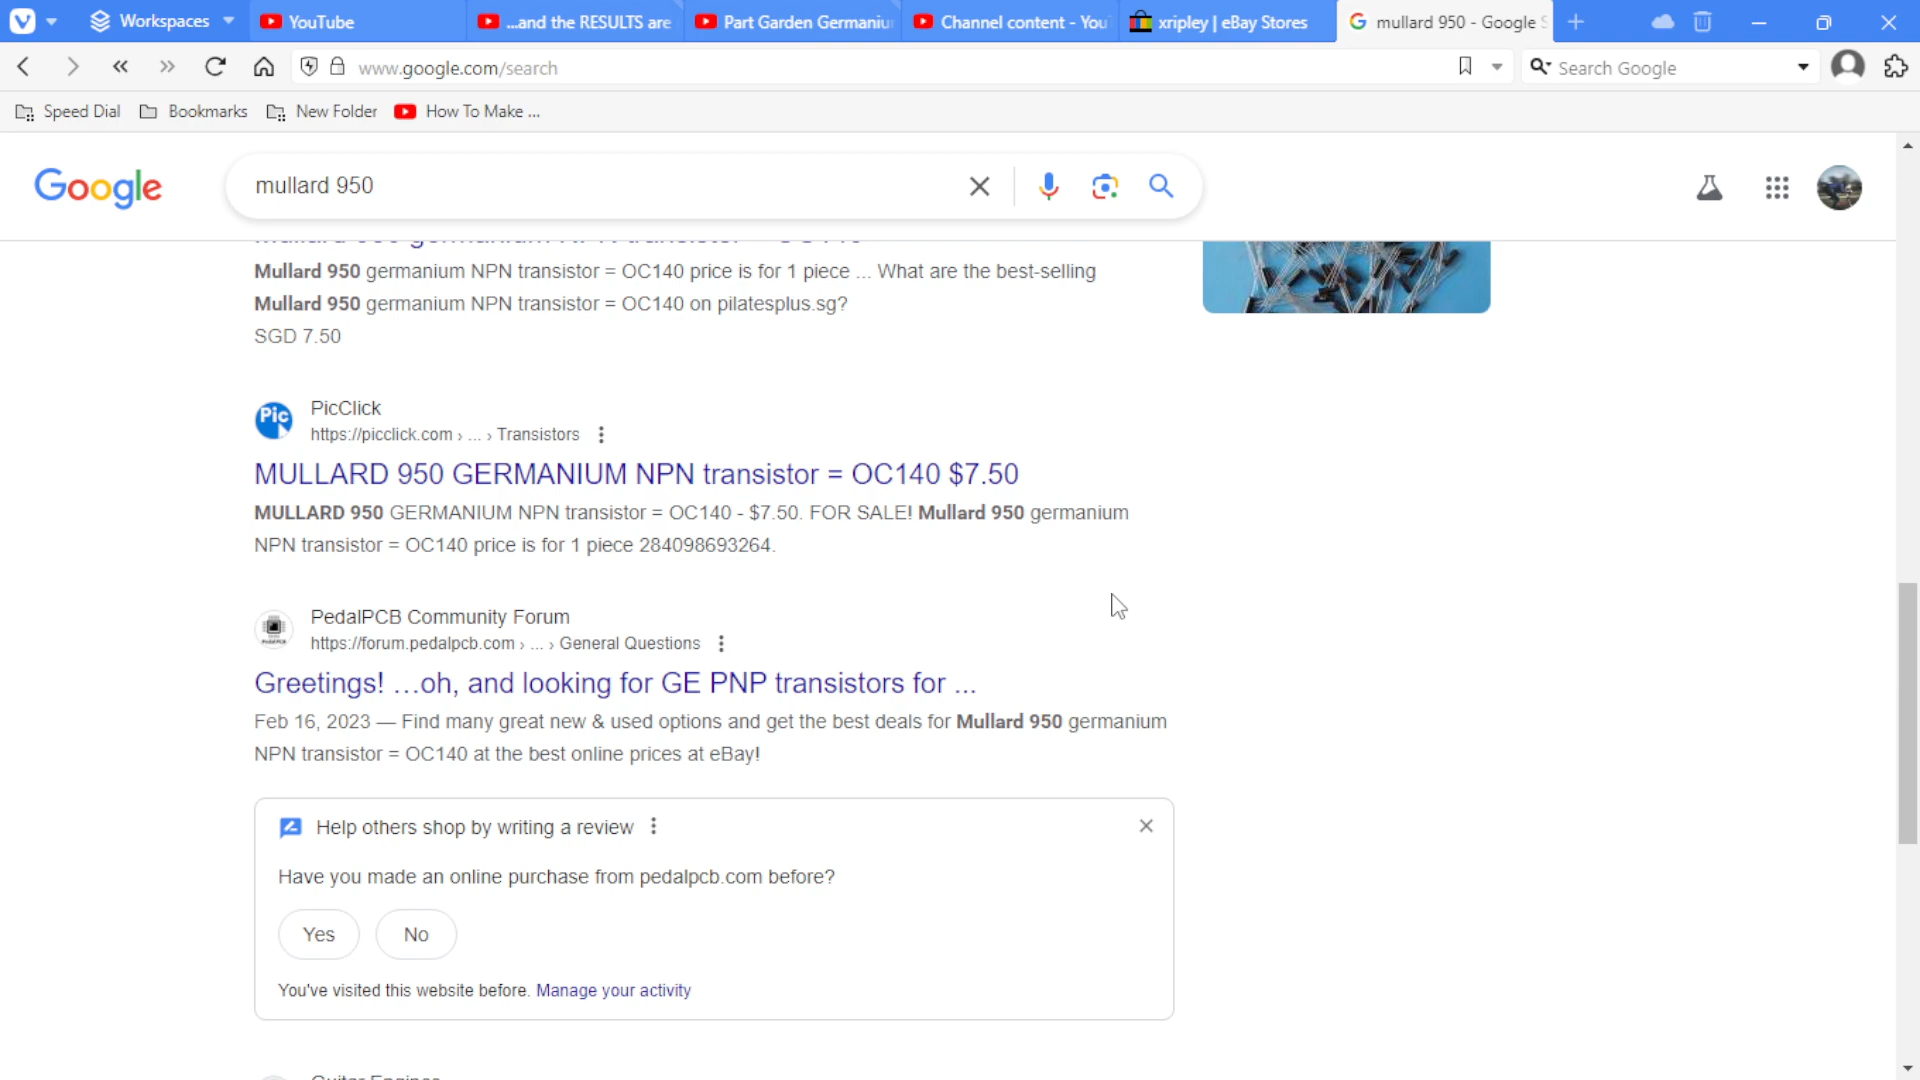 Workspaces
YouTube
...and the RESULTS are
Part Garden Germaniu
Channel content - You
xripley | eBay Stores
mullard 950 - Google S
www.google.com/search
Search Google
Speed Dial
Bookmarks
New Folder
How To Make ...
Google
mullard 950
Mullard 950 germanium NPN transistor = OC140 price is for 1 piece ... What are the best-selling
Mullard 950 germanium NPN transistor = OC140 on pilatesplus.sg?
SGD 7.50
Pic
PicClick
https://picclick.com › ... › Transistors
MULLARD 950 GERMANIUM NPN transistor = OC140 $7.50
MULLARD 950 GERMANIUM NPN transistor = OC140 - $7.50. FOR SALE! Mullard 950 germanium
NPN transistor = OC140 price is for 1 piece 284098693264.
PedalPCB Community Forum
https://forum.pedalpcb.com › ... › General Questions
Greetings! …oh, and looking for GE PNP transistors for ...
Feb 16, 2023 — Find many great new & used options and get the best deals for Mullard 950 germanium
NPN transistor = OC140 at the best online prices at eBay!
Help others shop by writing a review
Have you made an online purchase from pedalpcb.com before?
Yes
No
You've visited this website before. Manage your activity